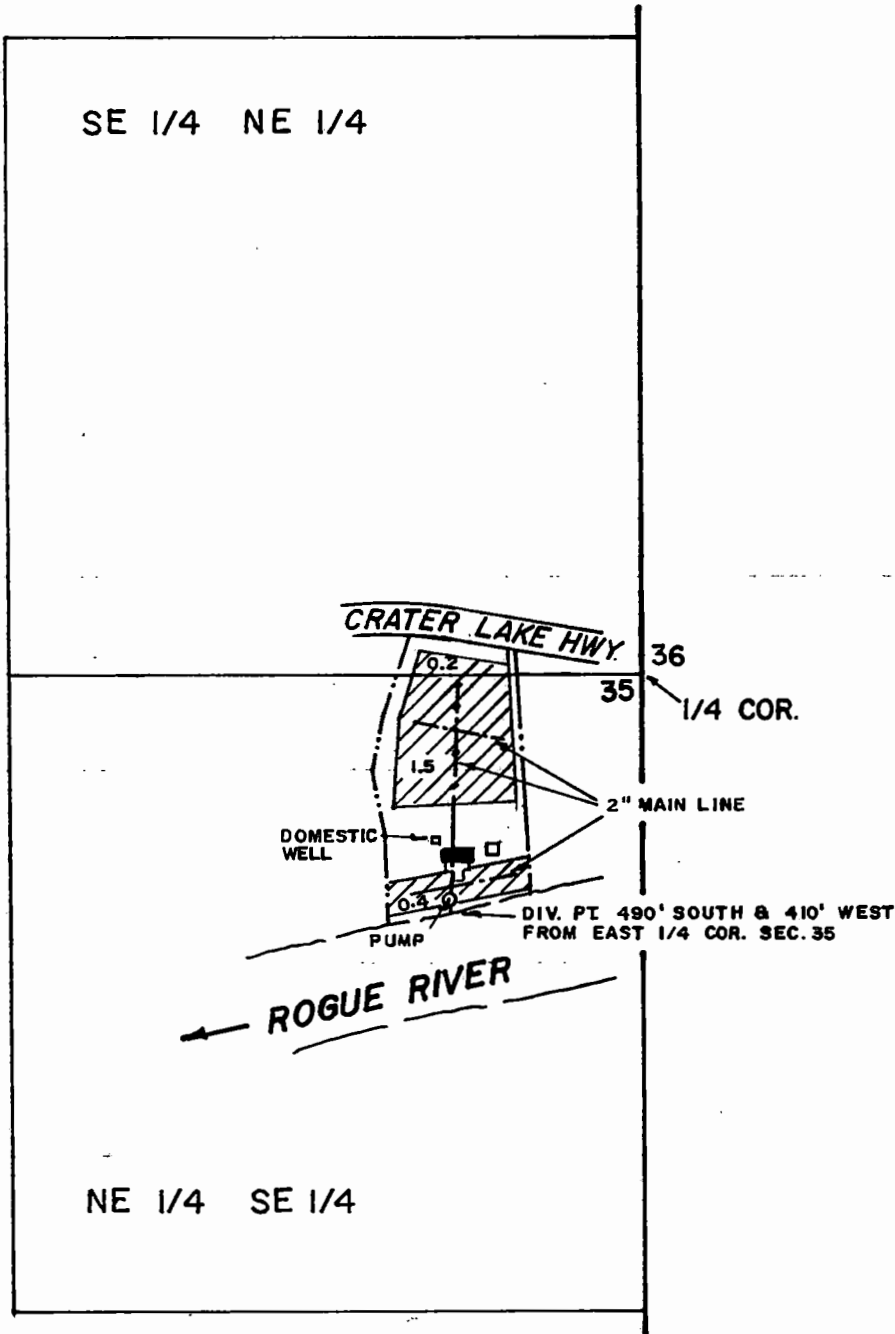 SE 1/4 NE 1/4
CRATER LAKE HWY.
36
0.2
35
1/4 COR.
1.5
2" MAIN LINE
DOMESTIC
WELL
0.4
DIV. PT. 490' SOUTH & 410' WEST
FROM EAST 1/4 COR. SEC. 35
PUMP
ROGUE RIVER
NE 1/4 SE 1/4